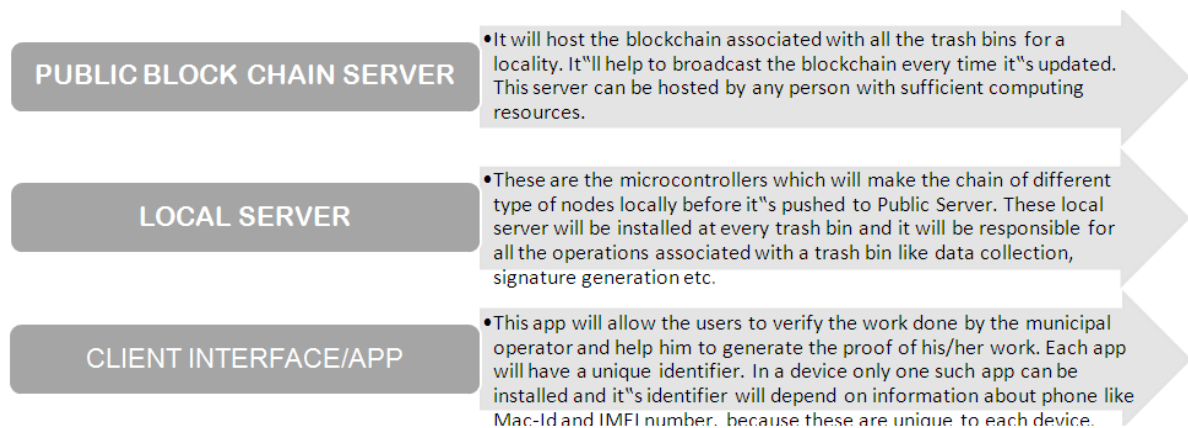 PUBLIC BLOCK CHAIN SERVER
•It will host the blockchain associated with all the trash bins for a
locality. It‟ll help to broadcast the blockchain every time it‟s updated.
This server can be hosted by any person with sufficient computing
resources.
LOCAL SERVER
•These are the microcontrollers which will make the chain of different
type of nodes locally before it‟s pushed to Public Server. These local
server will be installed at every trash bin and it will be responsible for
all the operations associated with a trash bin like data collection,
signature generation etc.
CLIENT INTERFACE/APP
•This app will allow the users to verify the work done by the municipal
operator and help him to generate the proof of his/her work. Each app
will have a unique identifier. In a device only one such app can be
installed and it‟s identifier will depend on information about phone like
Mac-Id and IMEI number, because these are unique to each device.